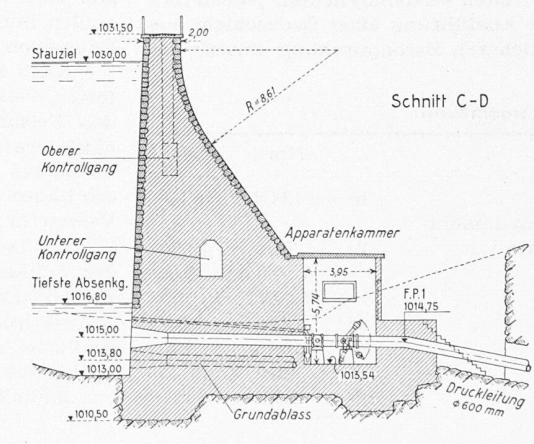 1031,50
2,00
Stauziel 1030,00
R = 8,61
Schnitt C-D
Oberer
Kontrollgang
Apparatenkammer
Unterer
Kontrollgang
3,95
Tiefste Absenkg.
1016,80
5,74
F.P.1
1014,75
1015,00
1013,80
1013,54
1013,00
Druckleitung
Φ 600 mm
Grundablass
1010,50